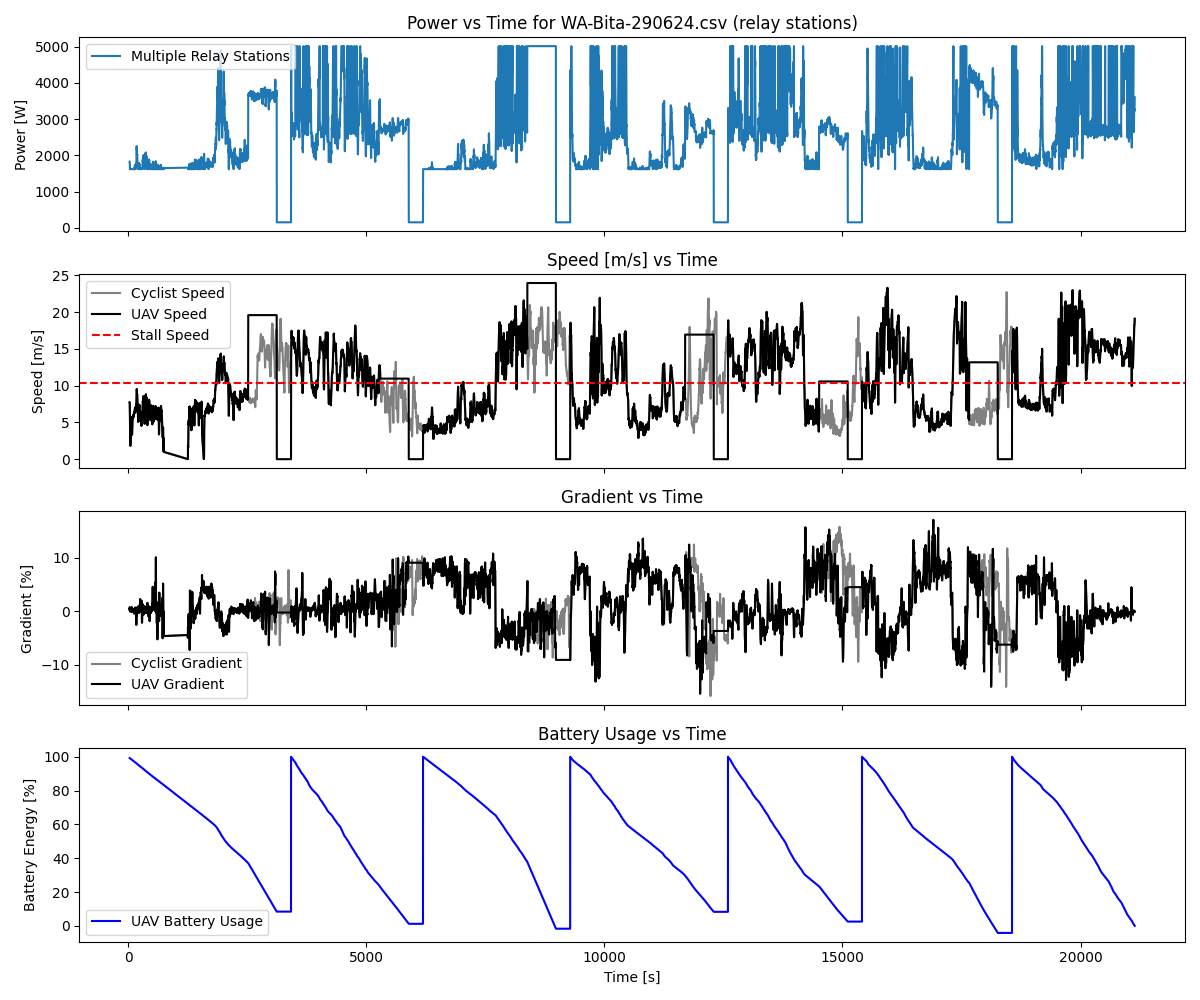 Power vs Time for WA-Bita-290624.csv (relay stations)
5000
4000
3000
2000
1000
0
Power [W]
Multiple Relay Stations
Speed [m/s] vs Time
25
20
15
10
5
0
Speed [m/s]
Cyclist Speed
UAV Speed
Stall Speed
Gradient vs Time
10
0
−10
Gradient [%]
Cyclist Gradient
UAV Gradient
Battery Usage vs Time
100
80
60
40
20
0
Battery Energy [%]
UAV Battery Usage
0 5000 10000 15000 20000
Time [s]